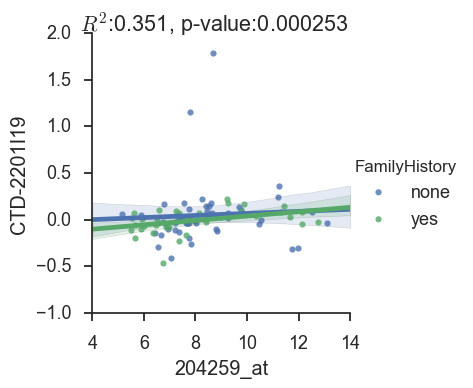 R²:0.351, p-value:0.000253
2.0
1.5
1.0
0.5
0.0
−0.5
−1.0
CTD-2201I19
4 6 8 10 12 14
204259_at
FamilyHistory
none
yes